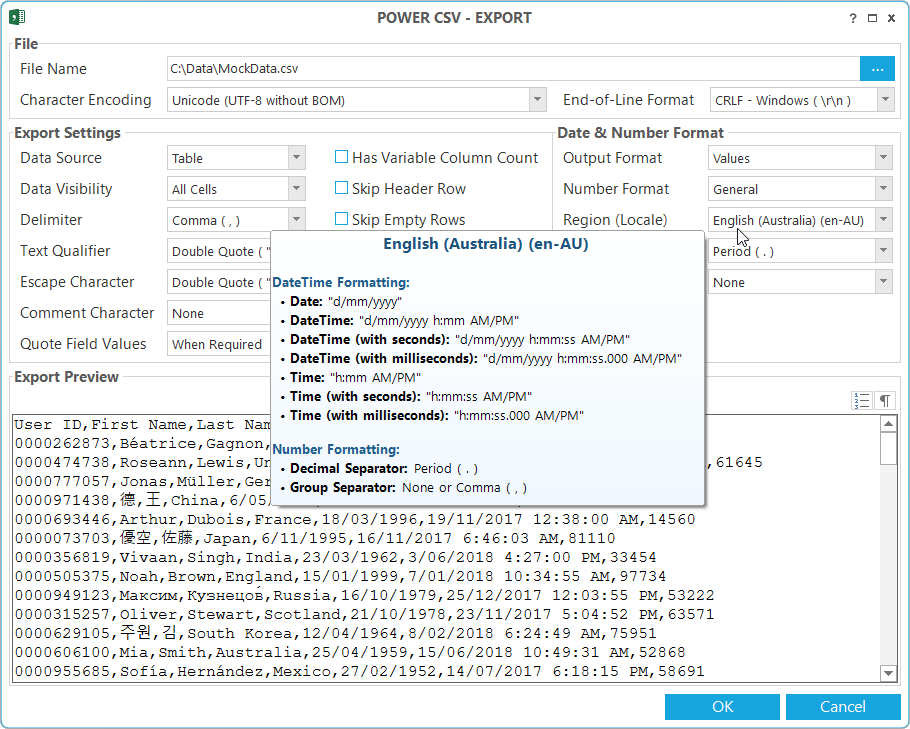 POWER CSV - EXPORT
?
File
File Name
C:\Data\MockData.csv
...
Character Encoding
Unicode (UTF-8 without BOM)
End-of-Line Format
CRLF - Windows ( \r\n )
Export Settings
Data Source
Table
Has Variable Column Count
Data Visibility
All Cells
Skip Header Row
Delimiter
Comma ( , )
Skip Empty Rows
Text Qualifier
Double Quote ( "
Escape Character
Double Quote ( "
Comment Character
None
Quote Field Values
When Required
Date & Number Format
Output Format
Values
Number Format
General
Region (Locale)
English (Australia) (en-AU)
Period ( . )
None
English (Australia) (en-AU)
DateTime Formatting:
• Date: "d/mm/yyyy"
• DateTime: "d/mm/yyyy h:mm AM/PM"
• DateTime (with seconds): "d/mm/yyyy h:mm:ss AM/PM"
• DateTime (with milliseconds): "d/mm/yyyy h:mm:ss.000 AM/PM"
• Time: "h:mm AM/PM"
• Time (with seconds): "h:mm:ss AM/PM"
• Time (with milliseconds): "h:mm:ss.000 AM/PM"
Number Formatting:
• Decimal Separator: Period ( . )
• Group Separator: None or Comma ( , )
Export Preview
¶
User ID,First Name,Last Nam
0000262873,Béatrice,Gagnon,
0000474738,Roseann,Lewis,Un ,61645
0000777057,Jonas,Müller,Ger
0000971438,德,王,China,6/05/
0000693446,Arthur,Dubois,France,18/03/1996,19/11/2017 12:38:00 AM,14560
0000073703,優空,佐藤,Japan,6/11/1995,16/11/2017 6:46:03 AM,81110
0000356819,Vivaan,Singh,India,23/03/1962,3/06/2018 4:27:00 PM,33454
0000505375,Noah,Brown,England,15/01/1999,7/01/2018 10:34:55 AM,97734
0000949123,Максим,Кузнецов,Russia,16/10/1979,25/12/2017 12:03:55 PM,53222
0000315257,Oliver,Stewart,Scotland,21/10/1978,23/11/2017 5:04:52 PM,63571
0000629105,주원,김,South Korea,12/04/1964,8/02/2018 6:24:49 AM,75951
0000606100,Mia,Smith,Australia,25/04/1959,15/06/2018 10:49:31 AM,52868
0000955685,Sofía,Hernández,Mexico,27/02/1952,14/07/2017 6:18:15 PM,58691
OK
Cancel